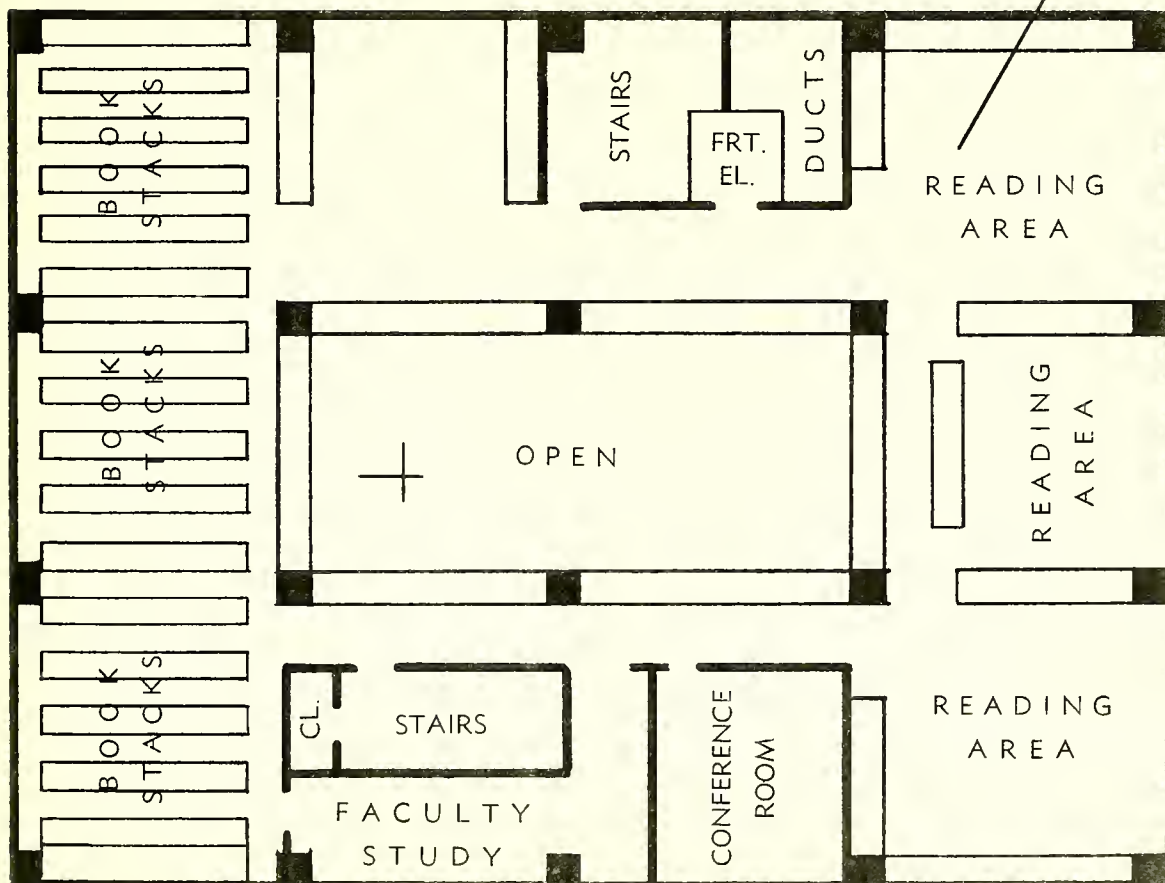 BOOK
STACKS
STAIRS
FRT.
EL.
DUCTS
READING
AREA
BOOK
STACKS
OPEN
READING
AREA
BOOK
STACKS
CL.
STAIRS
FACULTY
STUDY
CONFERENCE
ROOM
READING
AREA